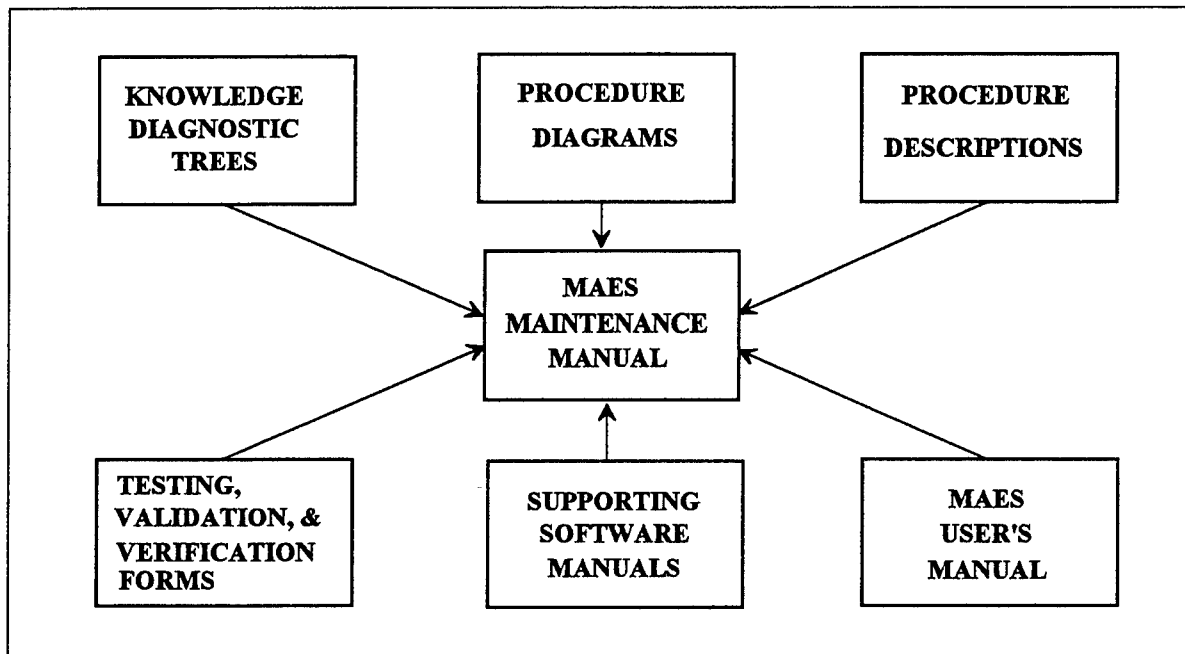 KNOWLEDGE
DIAGNOSTIC
TREES
PROCEDURE
DIAGRAMS
PROCEDURE
DESCRIPTIONS
MAES
MAINTENANCE
MANUAL
TESTING,
VALIDATION, &
VERIFICATION
FORMS
SUPPORTING
SOFTWARE
MANUALS
MAES
USER'S
MANUAL